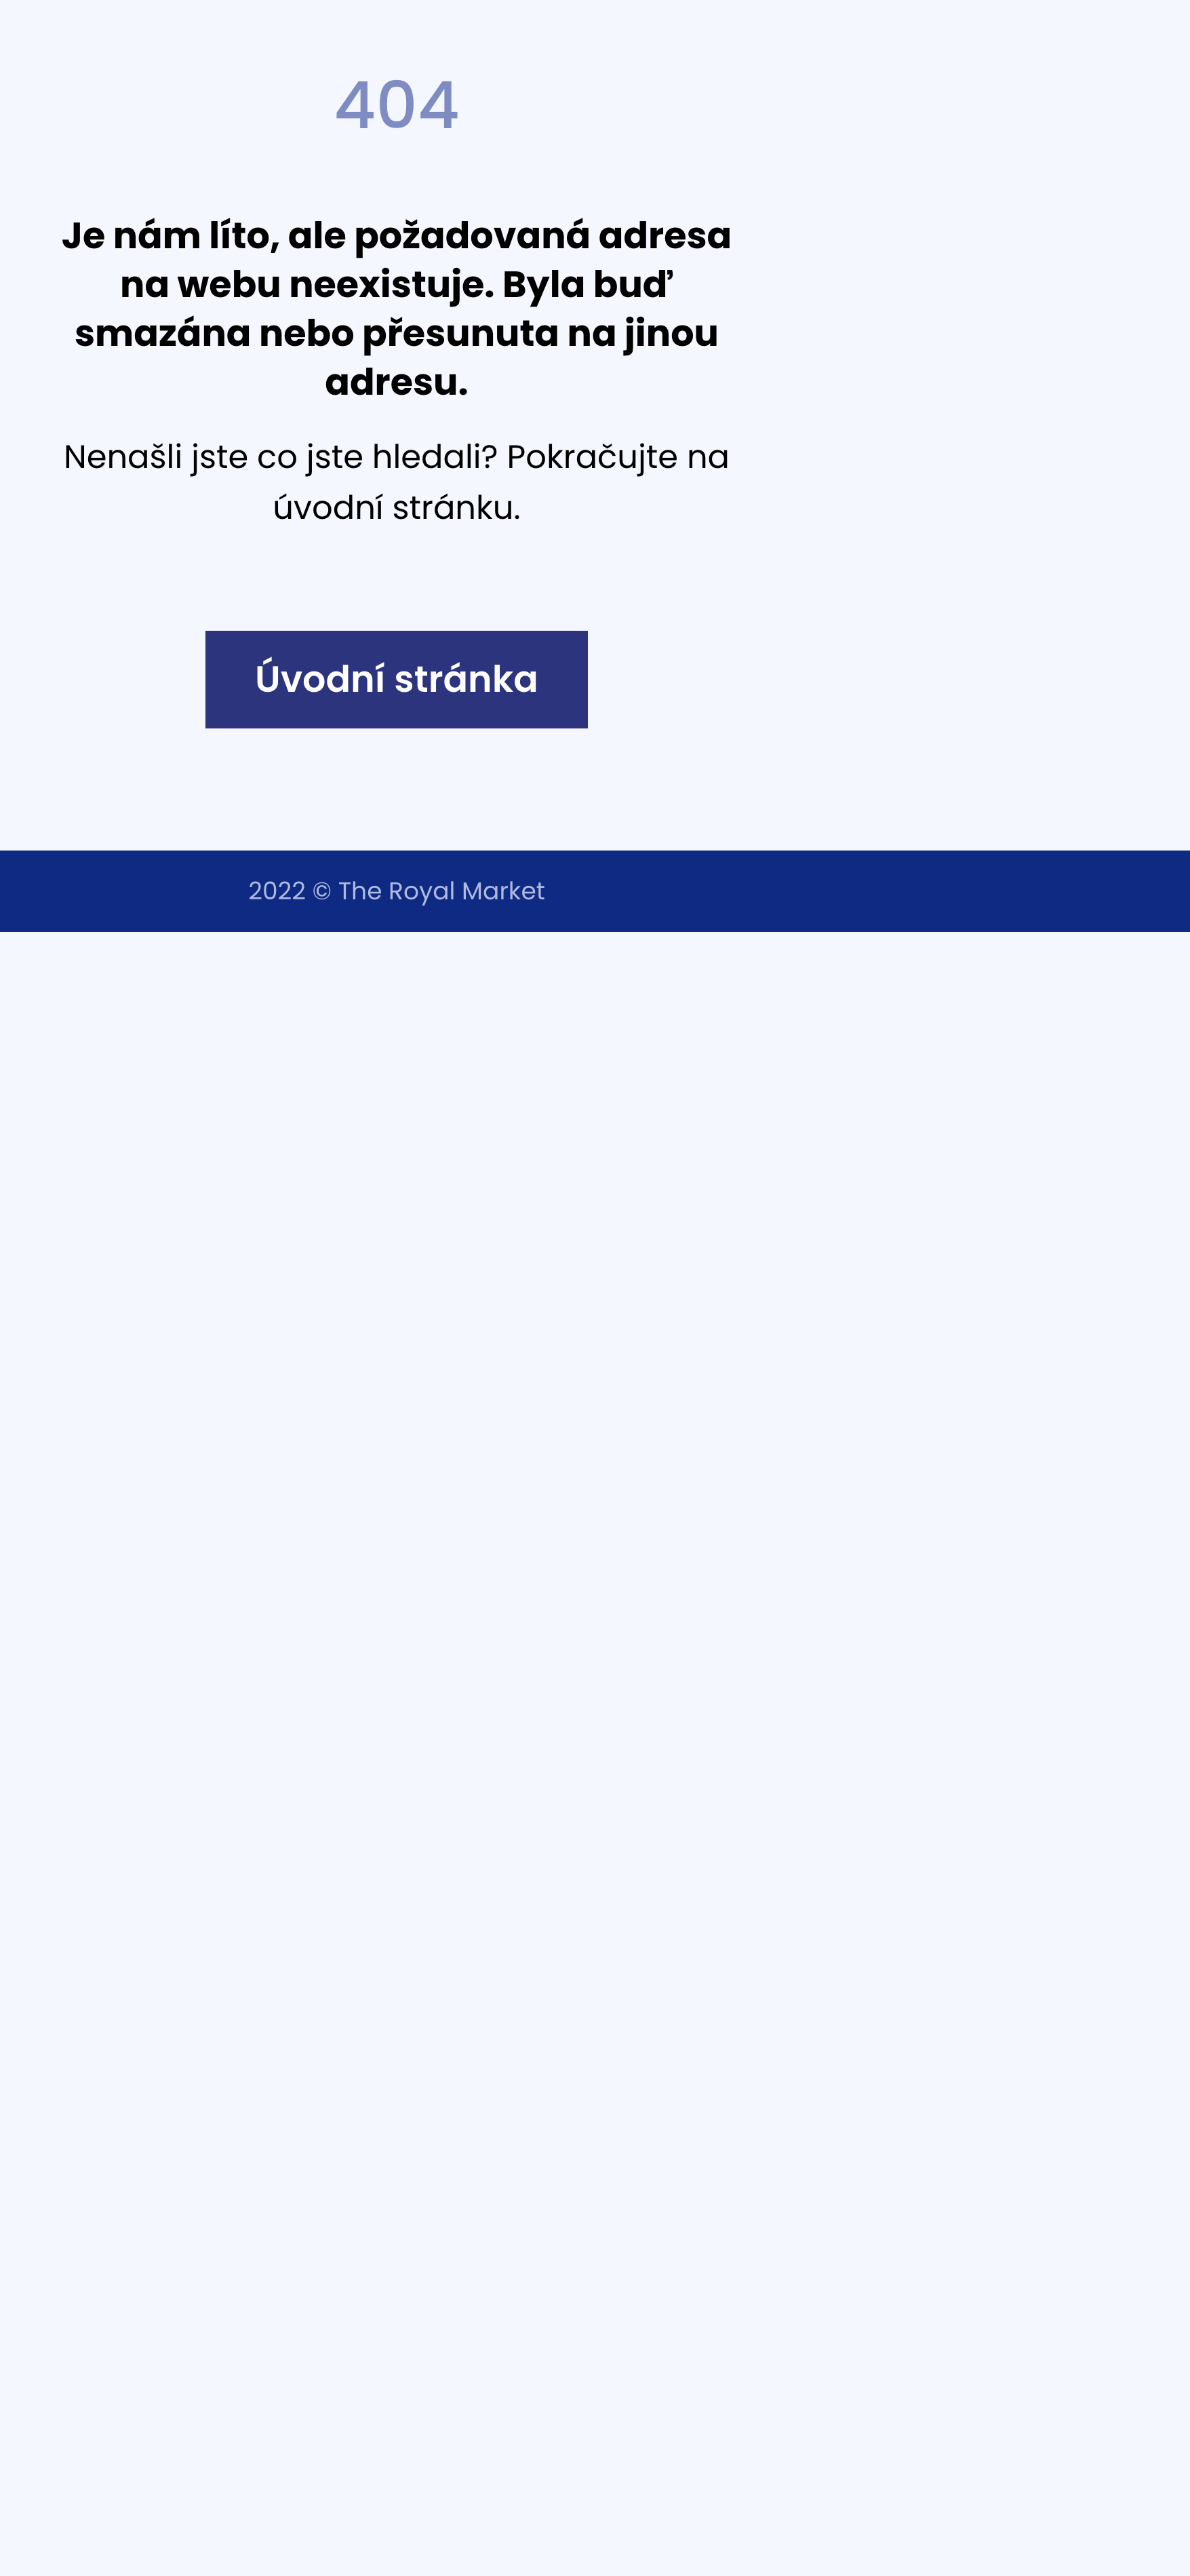 404
Je nám líto, ale požadovaná adresa
na webu neexistuje. Byla buď
smazána nebo přesunuta na jinou
adresu.
Nenašli jste co jste hledali? Pokračujte na
úvodní stránku.
Úvodní stránka
2022 © The Royal Market